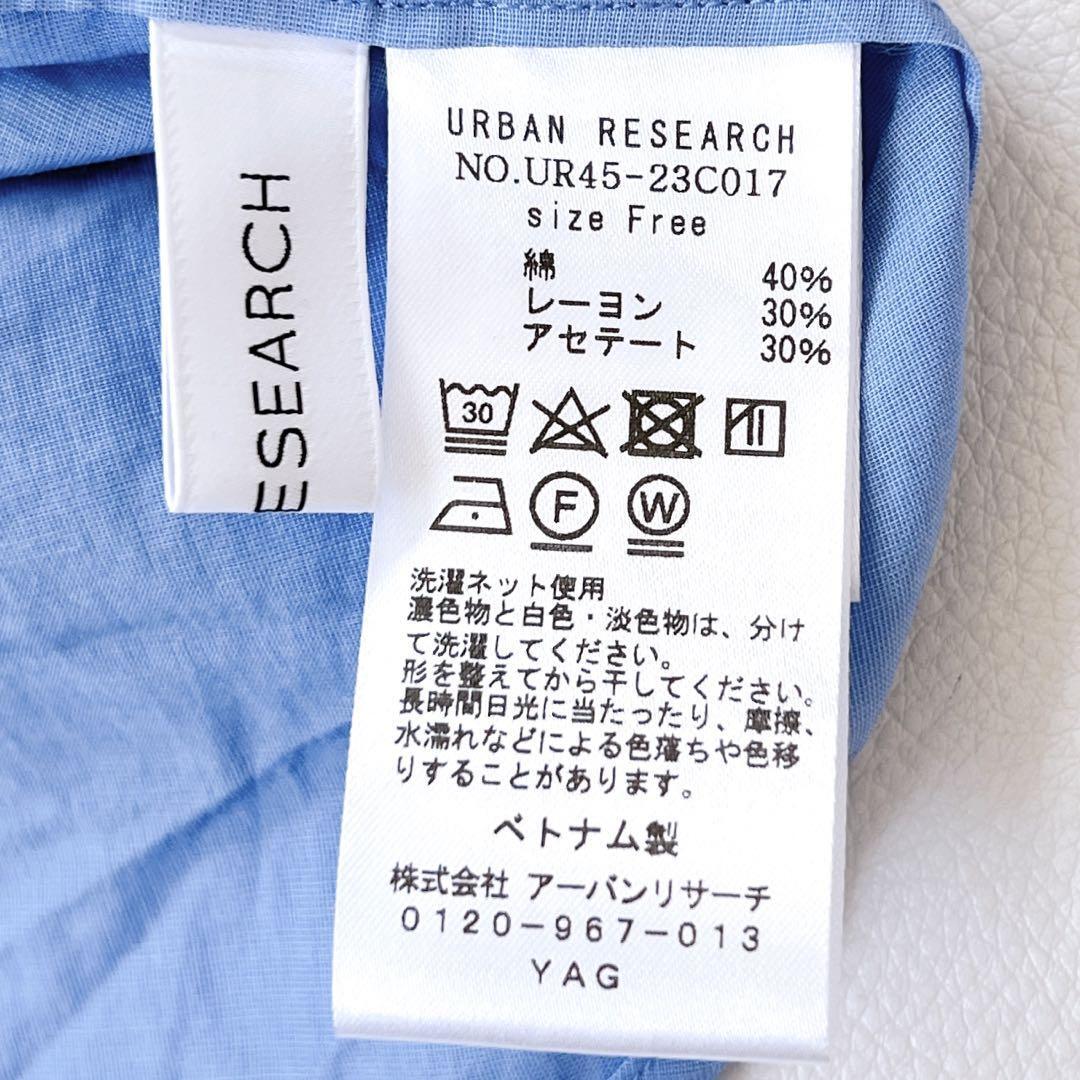 ESEARCH
URBAN RESEARCH
NO.UR45-23C017
size Free
綿 40%
レーヨン 30%
アセテート 30%
30
F W
洗濯ネット使用
濃色物と白色・淡色物は、分け
て洗濯してください。
形を整えてから干してください。
長時間日光に当たったり、摩擦、
水濡れなどによる色落ちや色移
りすることがあります。
ベトナム製
株式会社 アーバンリサーチ
0120-967-013
YAG